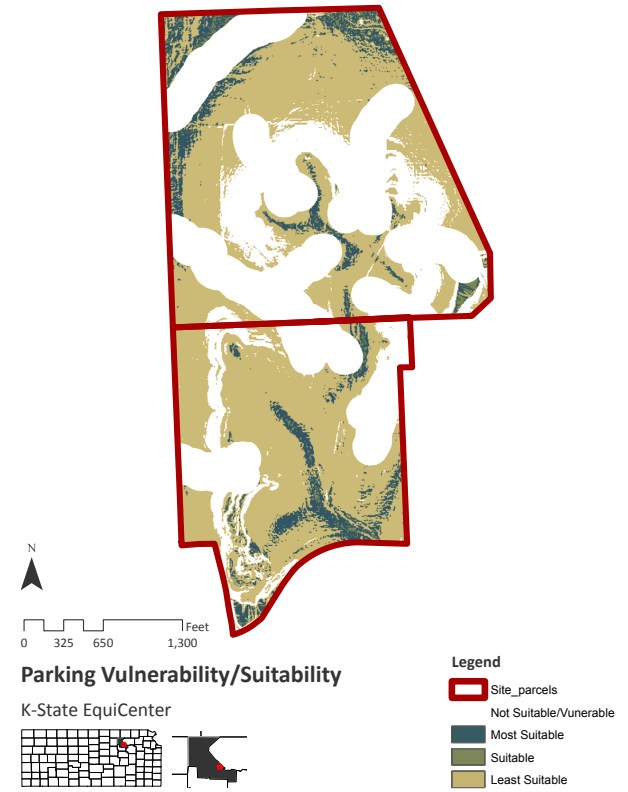 N
Feet
0 325 650 1,300
Parking Vulnerability/Suitability
K-State EquiCenter
Legend
Site_parcels
Not Suitable/Vunerable
Most Suitable
Suitable
Least Suitable